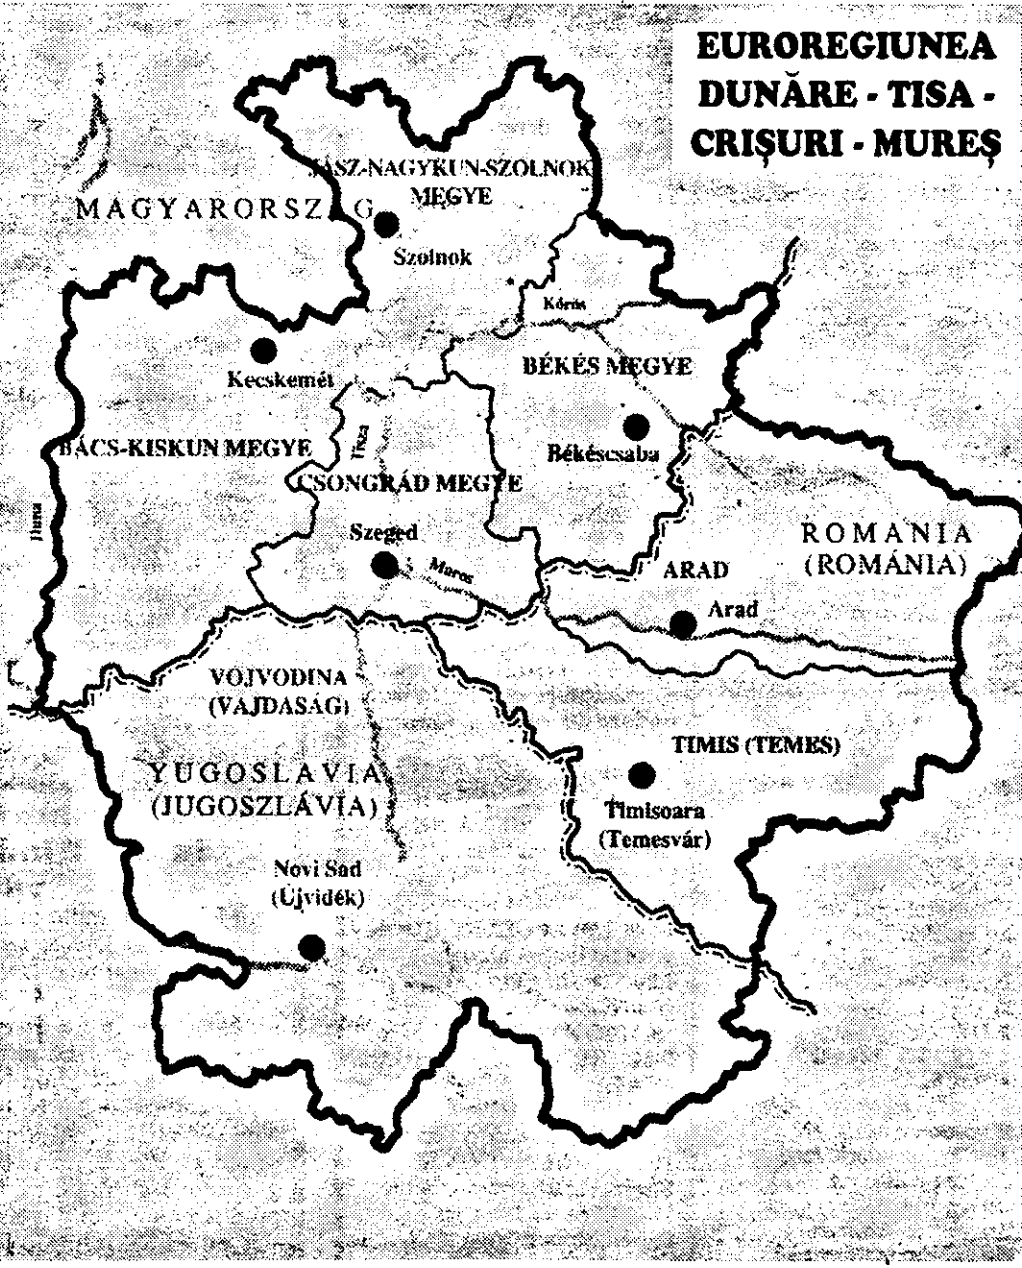 EUROREGIUNEA
DUNĂRE - TISA -
CRIȘURI - MUREȘ
JÁSZ-NAGYKUN-SZOLNOK
MEGYE
MAGYARORSZÁG
Szolnok
Körös
Kecskemét
BÉKÉS MEGYE
BÁCS-KISKUN MEGYE
Tisza
Békéscsaba
CSONGRÁD MEGYE
Duna
Szeged
Maros
ROMANIA
(ROMÁNIA)
ARAD
Arad
VOJVODINA
(VAJDASÁG)
TIMIS (TEMES)
YUGOSLAVIA
(JUGOSZLÁVIA)
Timisoara
(Temesvár)
Novi Sad
(Újvidék)